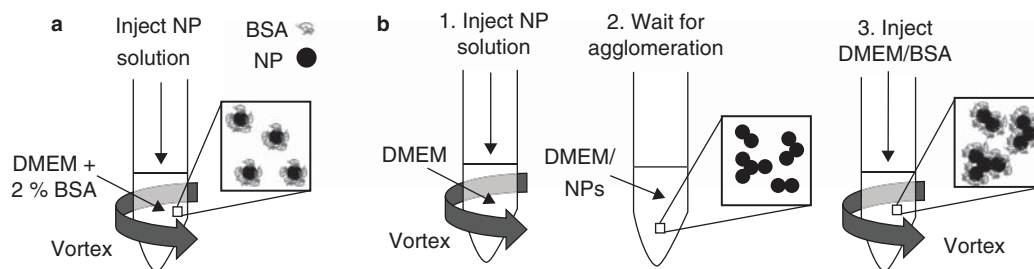 a
Inject NP
solution
BSA
NP
DMEM +
2 % BSA
Vortex
b
1. Inject NP
solution
DMEM
Vortex
2. Wait for
agglomeration
DMEM/
NPs
3. Inject
DMEM/BSA
Vortex